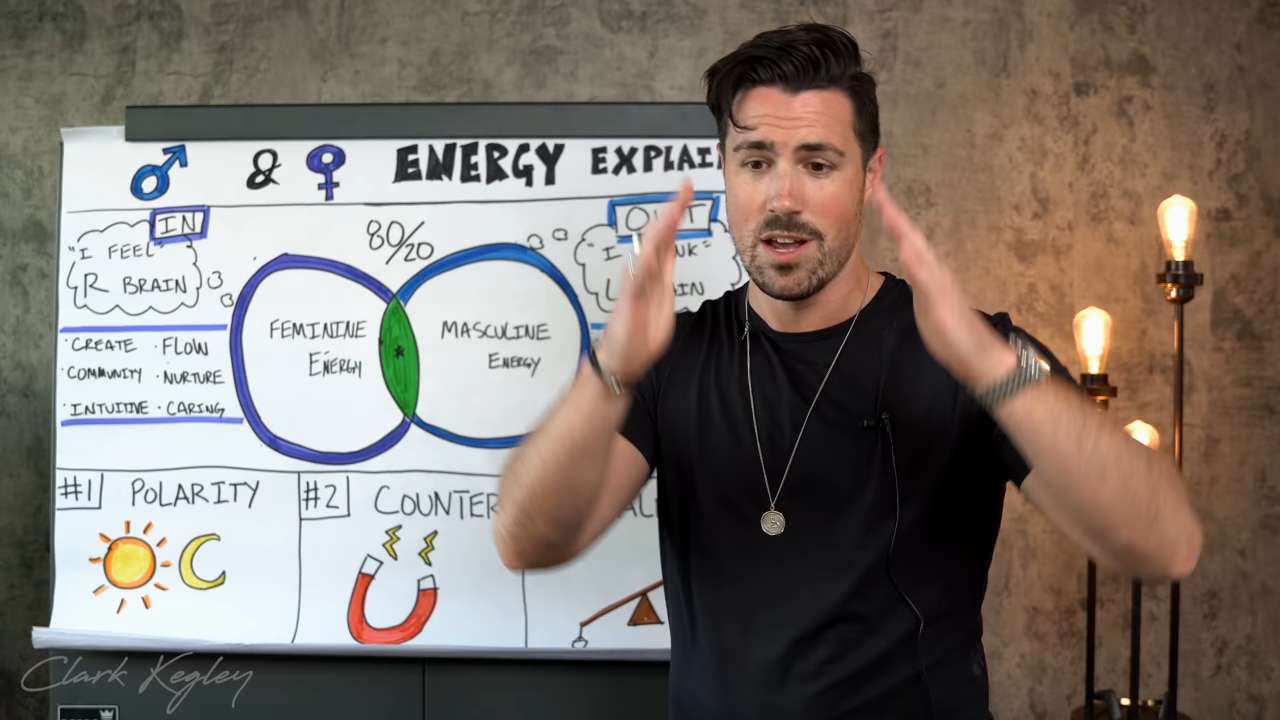 & ENERGY EXPLAI
IN
"I FEEL"
R BRAIN
80/20
OUT
FEMININE
ENERGY
MASCULINE
ENERGY
· CREATE · FLOW
· COMMUNITY · NURTURE
· INTUITIVE · CARING
#1 POLARITY
#2 COUNTER
Clark Kegley